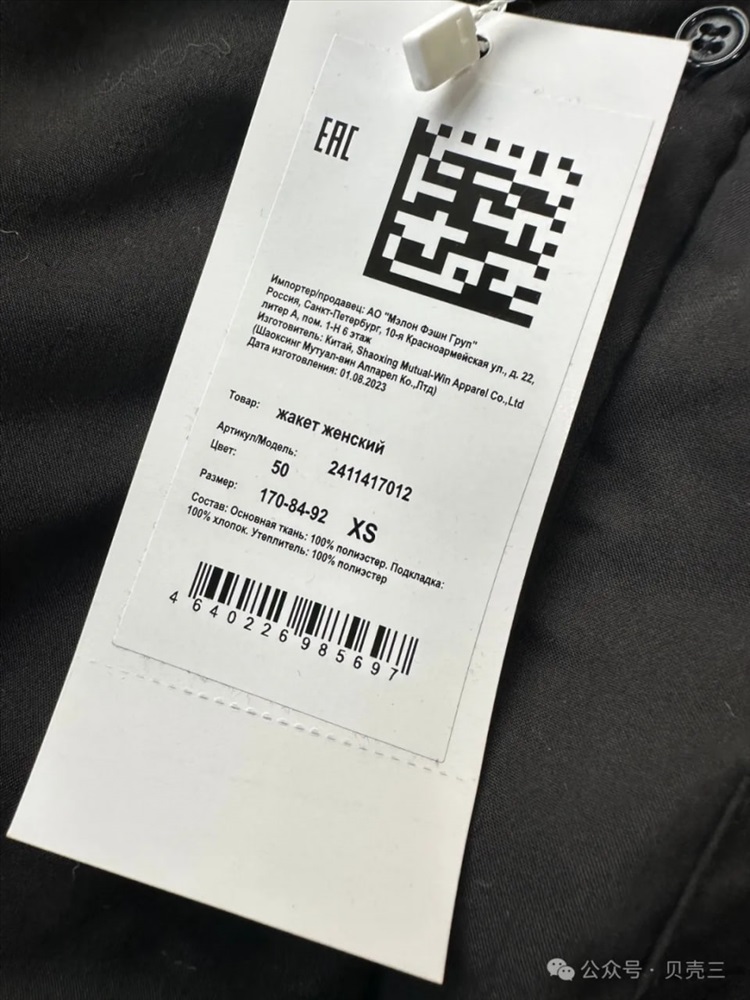 EAC
Импортер/продавец: АО "Мэлон Фэшн Груп"
Россия, Санкт-Петербург, 10-я Красноармейская ул., д. 22,
литер А, пом. 1-Н 6 этаж
Изготовитель: Китай, Shaoxing Mutual-Win Apparel Co.,Ltd
(Шаоксинг Мутуал-вин Аппарел Ко.,Лтд)
Дата изготовления: 01.08.2023
Товар: жакет женский
Артикул/Модель: 2411417012
Цвет: 50
Размер: 170-84-92 XS
Состав: Основная ткань: 100% полиэстер. Подкладка:
100% хлопок. Утеплитель: 100% полиэстер
4640226985697
公众号 · 贝壳三